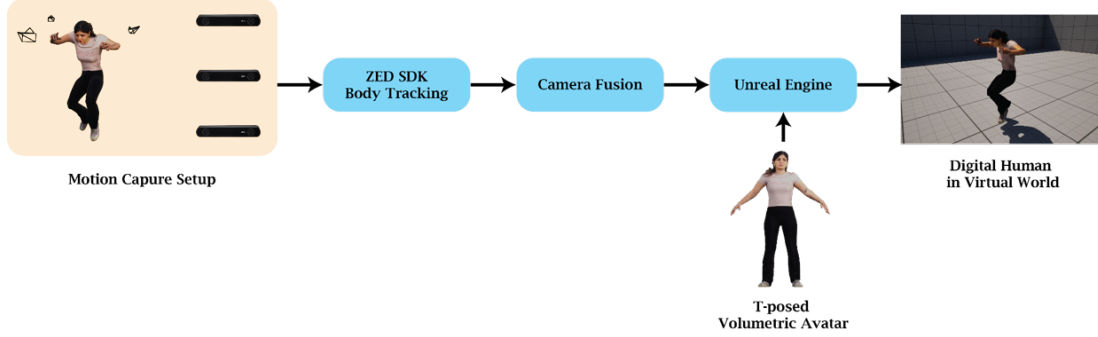 ZED SDK
Body Tracking
Camera Fusion
Unreal Engine
Motion Capure Setup
Digital Human
in Virtual World
T-posed
Volumetric Avatar